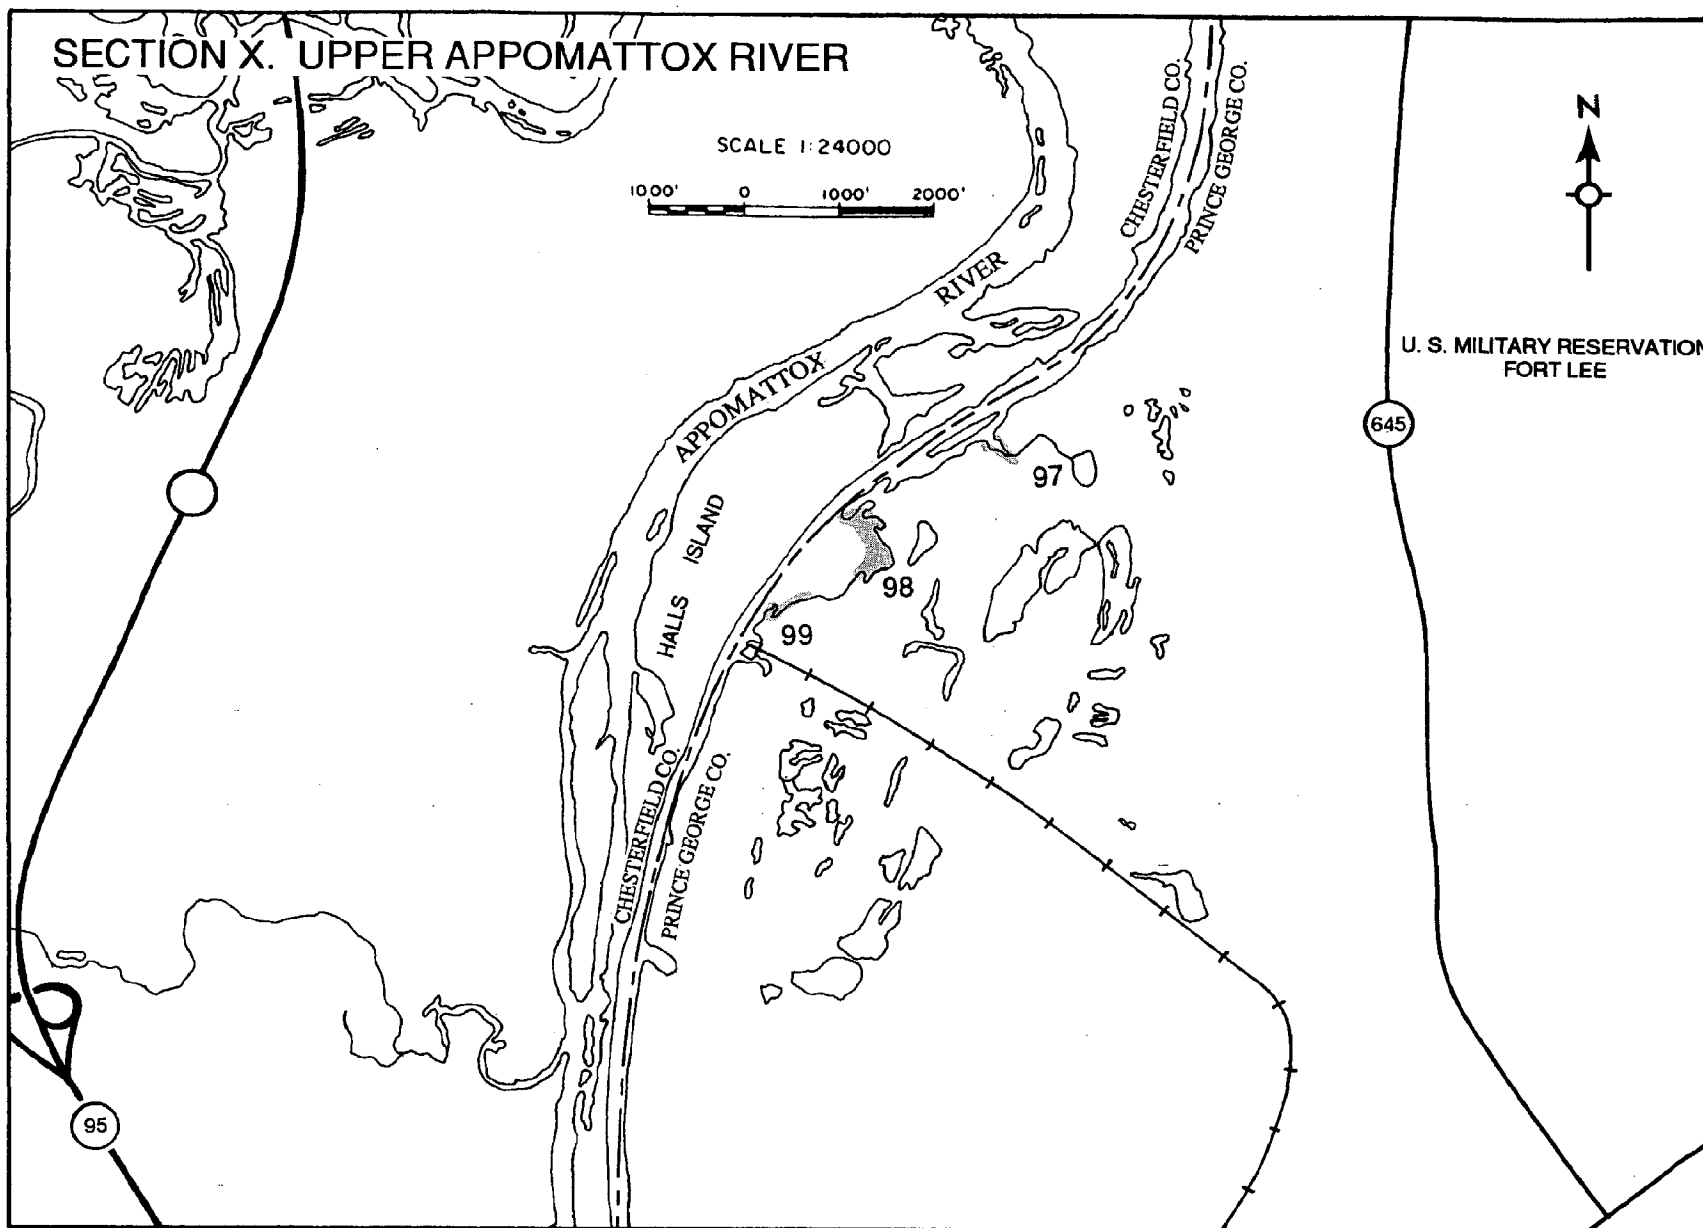 SECTION X. UPPER APPOMATTOX RIVER
SCALE 1:24000
1000' 0 1000' 2000'
CHESTERFIELD CO.
PRINCE GEORGE CO.
N
U. S. MILITARY RESERVATION
FORT LEE
645
APPOMATTOX RIVER
HALLS ISLAND
97
98
99
CHESTERFIELD CO.
PRINCE GEORGE CO.
95